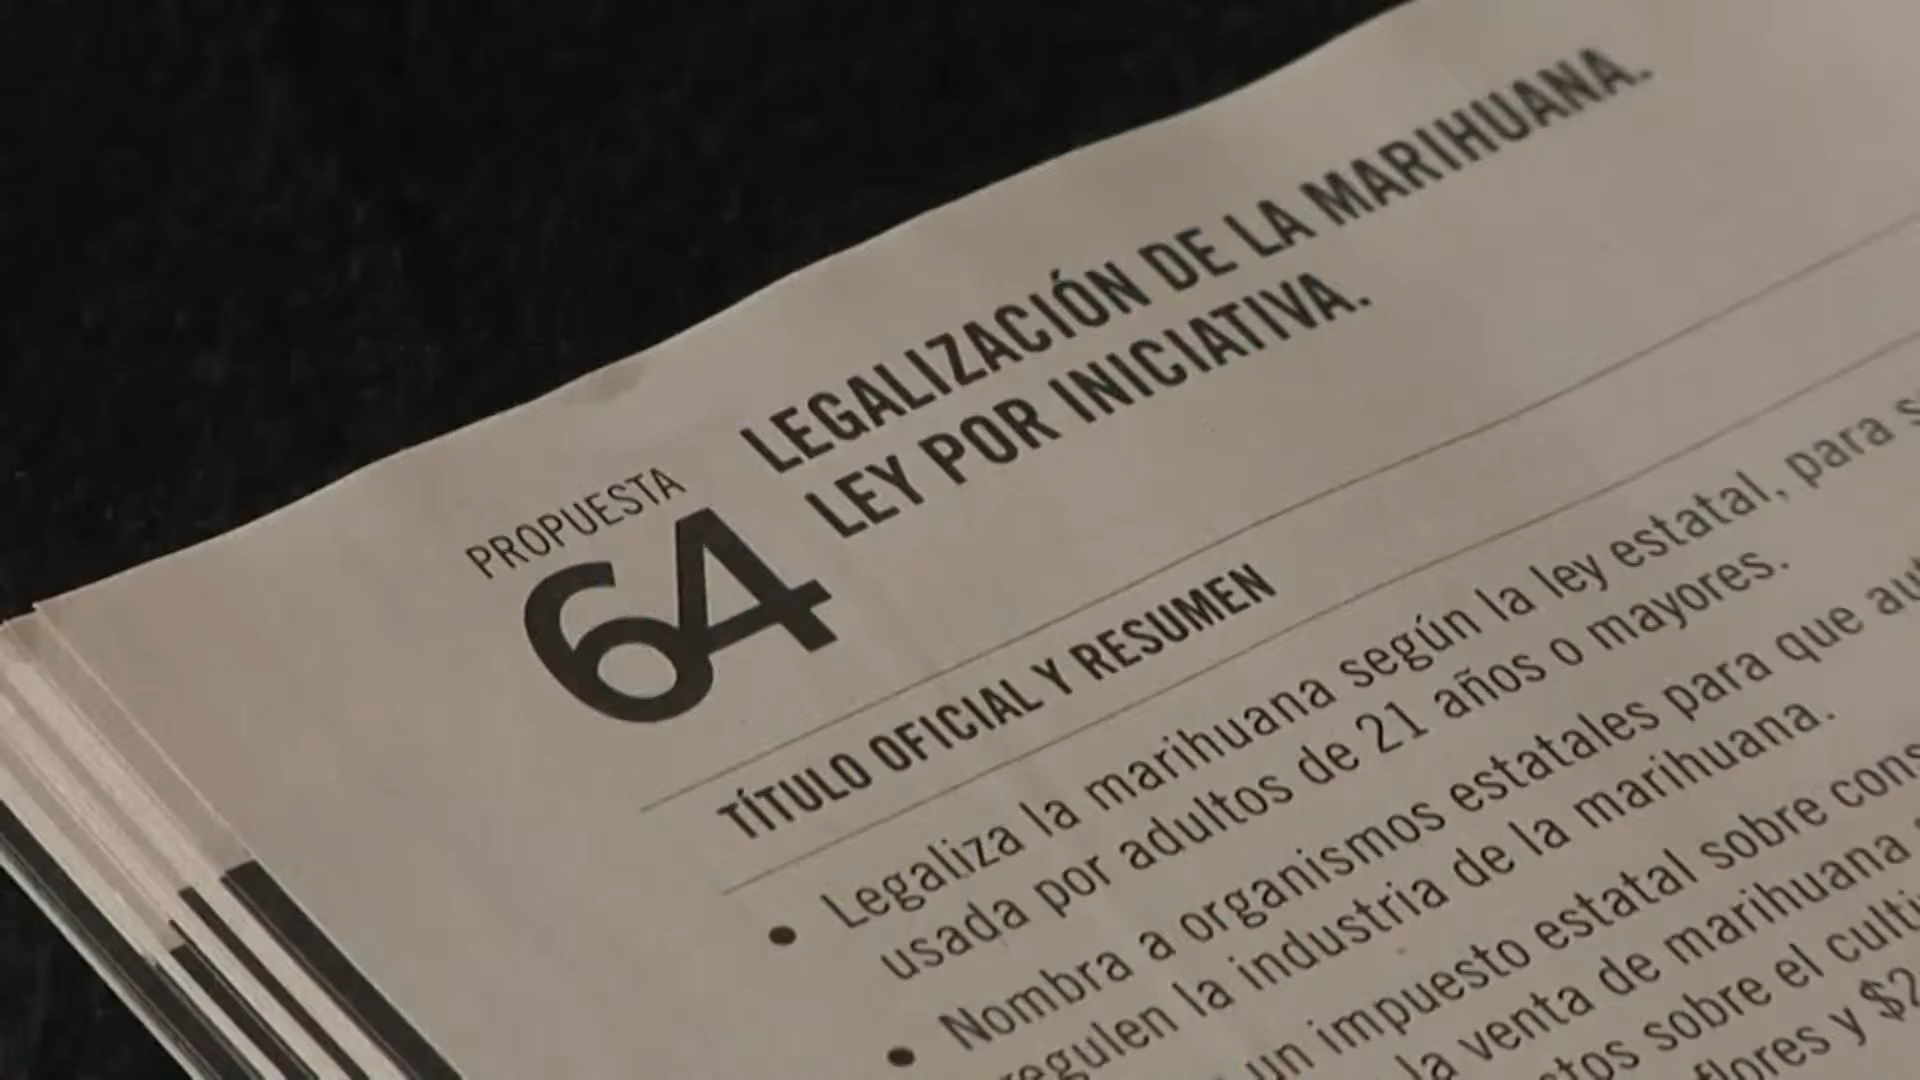 PROPUESTA
64
LEGALIZACIÓN DE LA MARIHUANA.
LEY POR INICIATIVA.
TÍTULO OFICIAL Y RESUMEN
• Legaliza la marihuana según la ley estatal, para
usada por adultos de 21 años o mayores.
• Nombra a organismos estatales para que
regulen la industria de la marihuana.
un impuesto estatal sobre
la venta de marihuana
sobre el
flores y $2